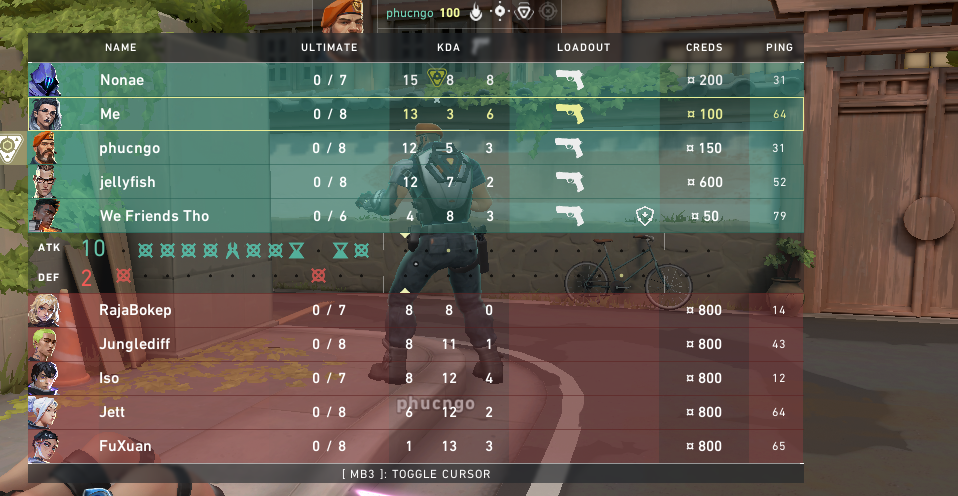 phucngo 100
NAME ULTIMATE KDA LOADOUT CREDS PING
Nonae 0 / 7 15 8 8 ¤ 200 31
Me 0 / 8 13 3 6 ¤ 100 64
phucngo 0 / 8 12 5 3 ¤ 150 31
jellyfish 0 / 8 12 7 2 ¤ 600 52
We Friends Tho 0 / 6 4 8 3 ¤ 50 79
ATK 10
DEF 2
RajaBokep 0 / 7 8 8 0 ¤ 800 14
Junglediff 0 / 8 8 11 1 ¤ 800 43
Iso 0 / 7 8 12 4 ¤ 800 12
phucngo
Jett 0 / 8 6 12 2 ¤ 800 64
FuXuan 0 / 8 1 13 3 ¤ 800 65
[ MB3 ]: TOGGLE CURSOR